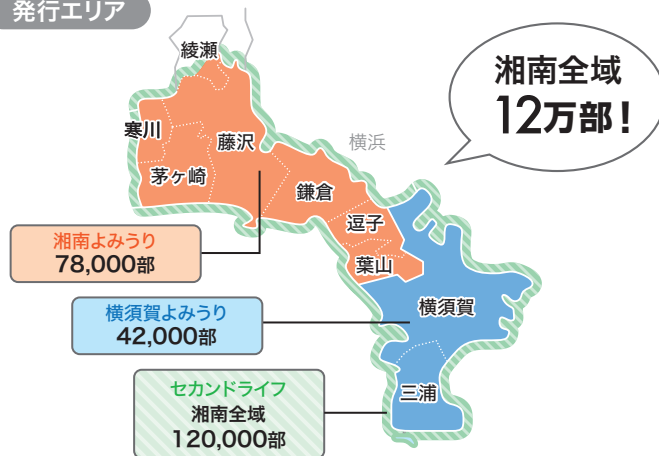 発行エリア
湘南全域
12万部！
綾瀬
寒川
藤沢
横浜
茅ヶ崎
鎌倉
逗子
葉山
湘南よみうり
78,000部
横須賀よみうり
42,000部
横須賀
三浦
セカンドライフ
湘南全域
120,000部